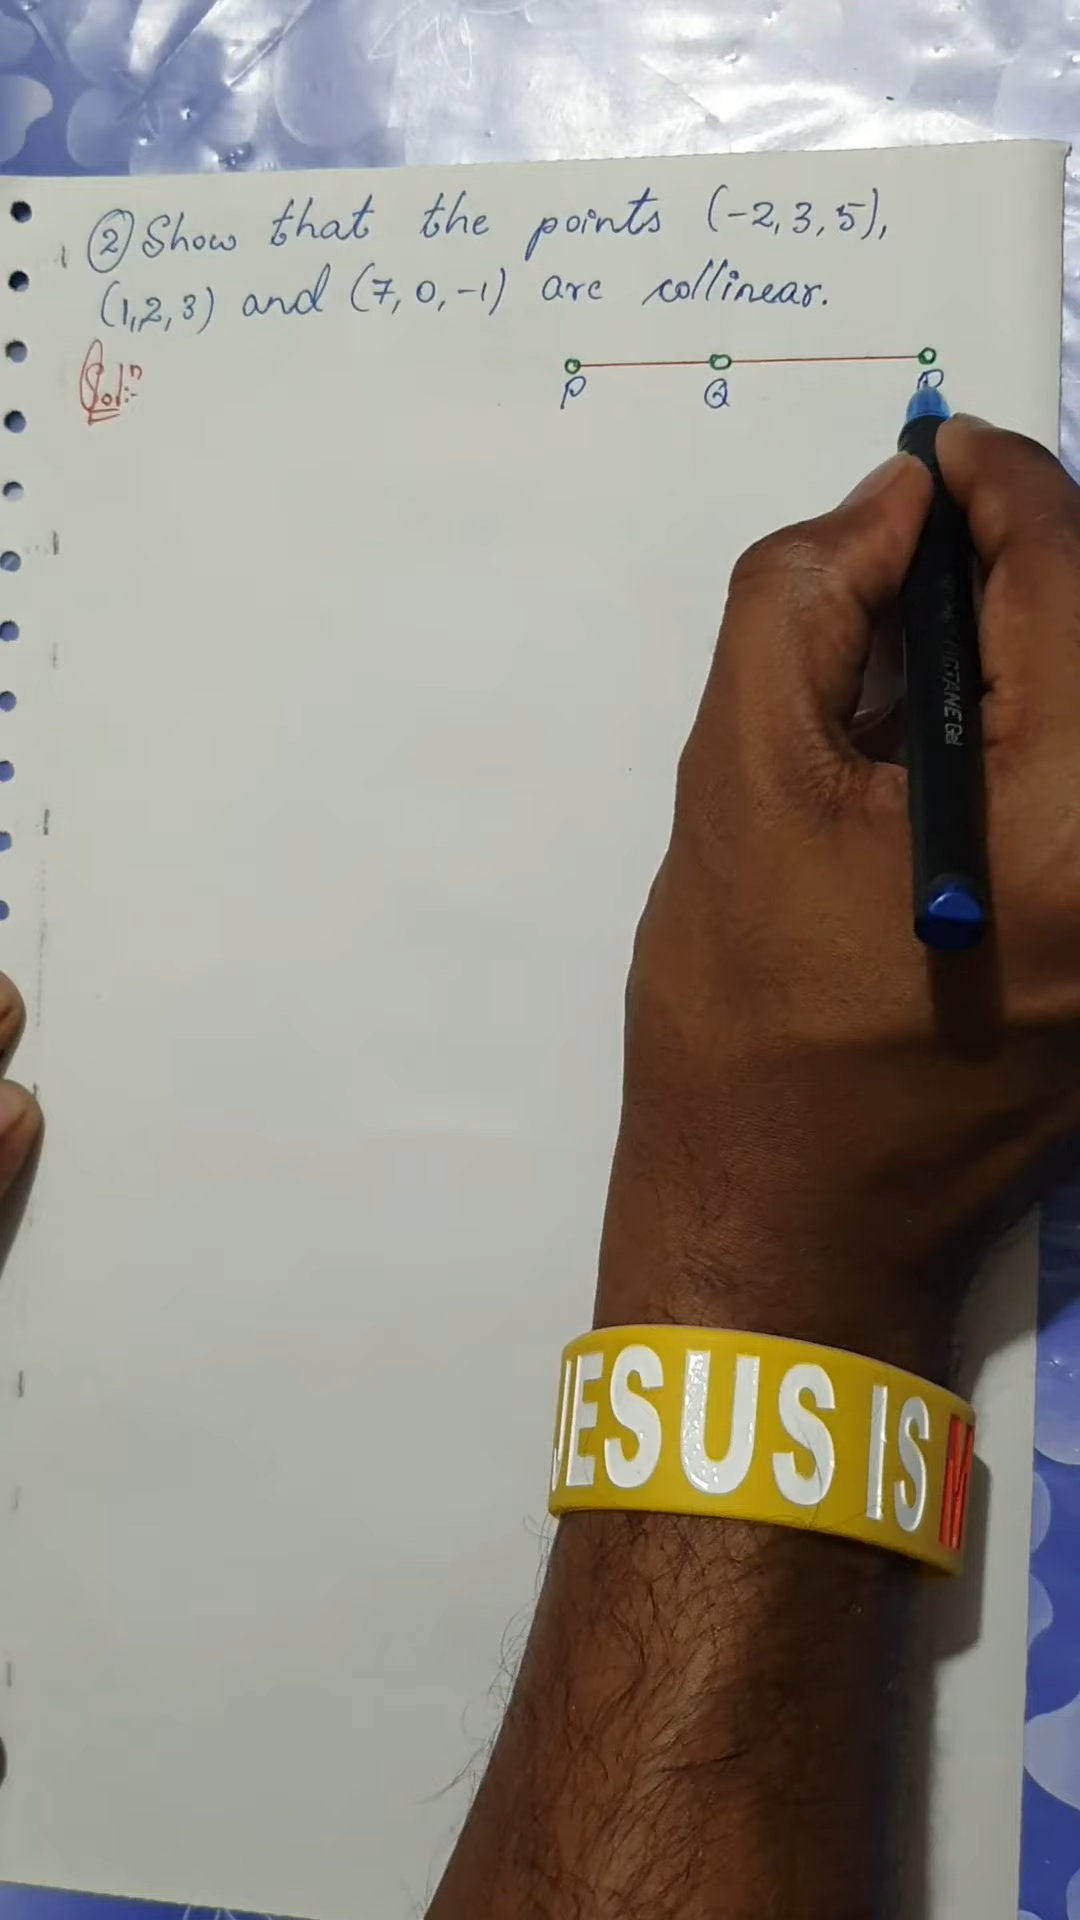 ② Show that the points (-2, 3, 5),
(1, 2, 3) and (7, 0, -1) are collinear.
Solⁿ:-
P Q
JESUS IS